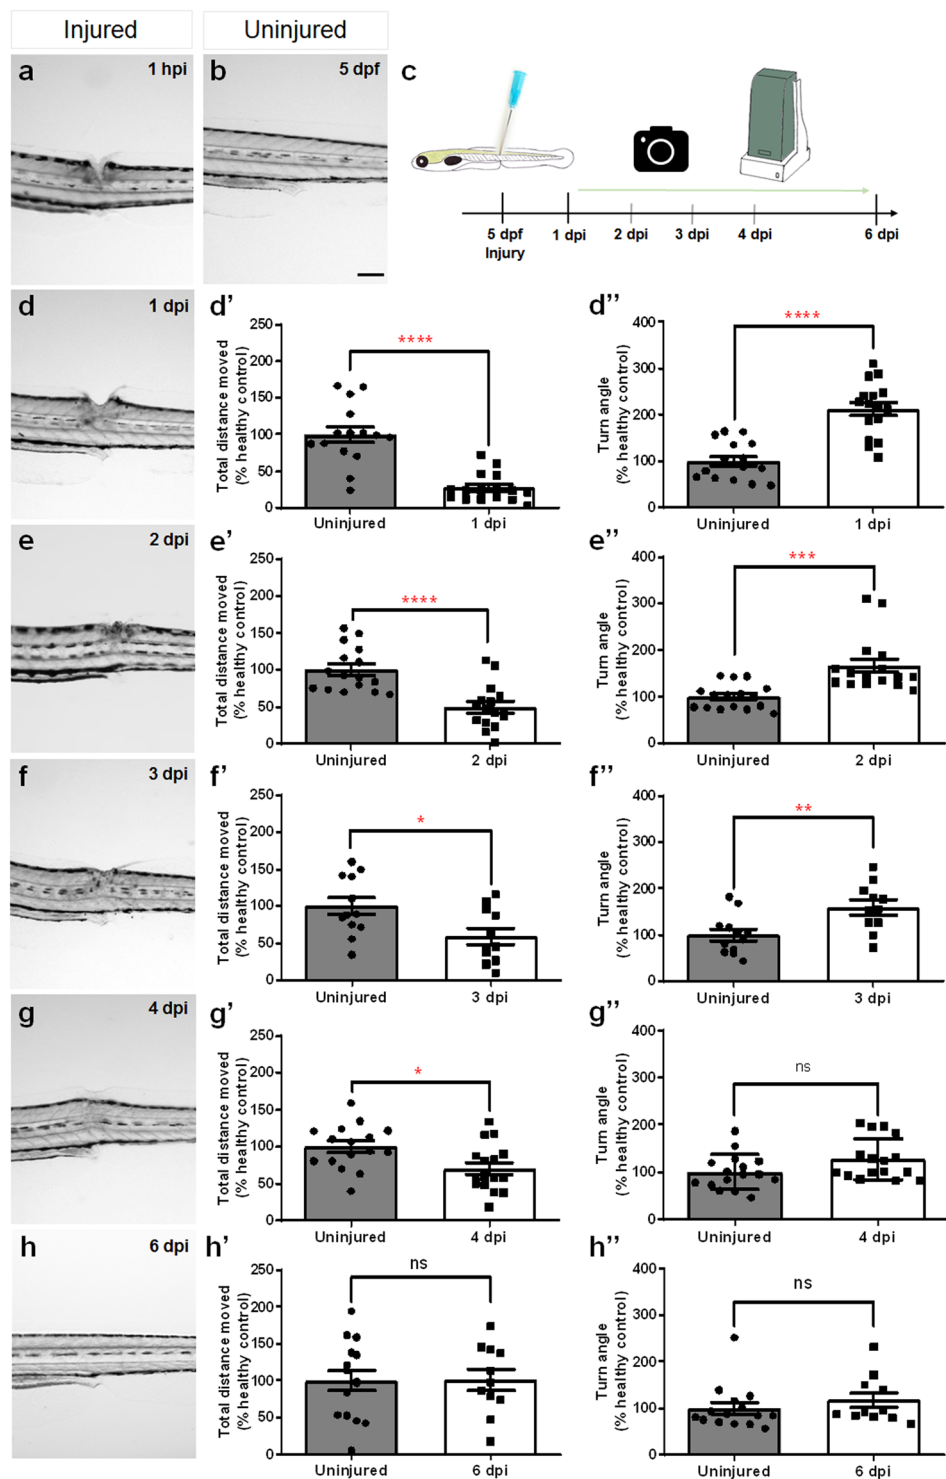 Injured Uninjured
a 1 hpi b 5 dpf c
5 dpf 1 dpi 2 dpi 3 dpi 4 dpi 6 dpi
Injury
d 1 dpi d’ d’’
Total distance moved
(% healthy control)
250
200
150
100
50
0
****
Uninjured 1 dpi
Turn angle
(% healthy control)
400
300
200
100
0
****
Uninjured 1 dpi
e 2 dpi e’ e’’
Total distance moved
(% healthy control)
250
200
150
100
50
0
****
Uninjured 2 dpi
Turn angle
(% healthy control)
400
300
200
100
0
***
Uninjured 2 dpi
f 3 dpi f’ f’’
Total distance moved
(% healthy control)
250
200
150
100
50
0
*
Uninjured 3 dpi
Turn angle
(% healthy control)
400
300
200
100
0
**
Uninjured 3 dpi
g 4 dpi g’ g’’
Total distance moved
(% healthy control)
250
200
150
100
50
0
*
Uninjured 4 dpi
Turn angle
(% healthy control)
400
300
200
100
0
ns
Uninjured 4 dpi
h 6 dpi h’ h’’
Total distance moved
(% healthy control)
250
200
150
100
50
0
ns
Uninjured 6 dpi
Turn angle
(% healthy control)
400
300
200
100
0
ns
Uninjured 6 dpi